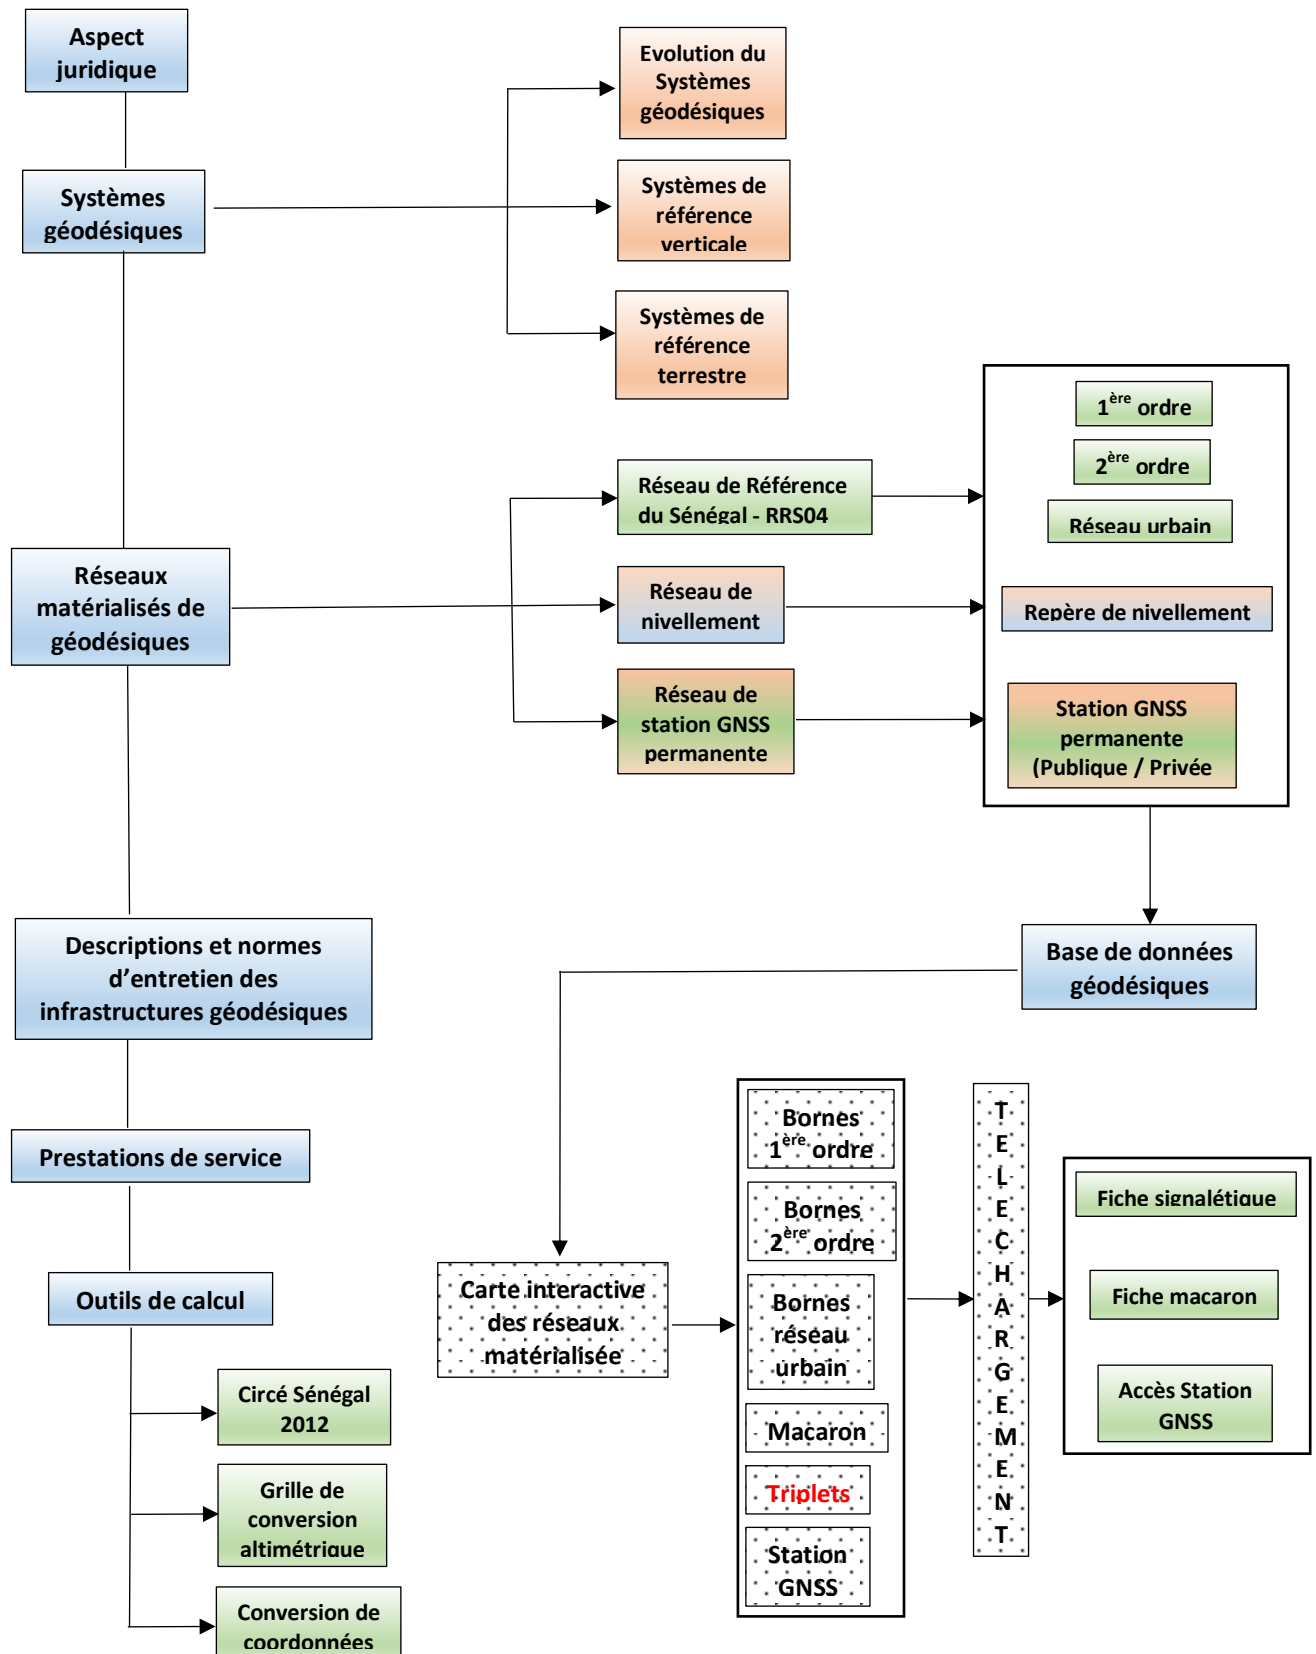 Aspect
juridique
Systèmes
géodésiques
Evolution du
Systèmes
géodésiques
Systèmes de
référence
verticale
Systèmes de
référence
terrestre
Réseaux
matérialisés de
géodésiques
Réseau de Référence
du Sénégal - RRS04
Réseau de
nivellement
Réseau de
station GNSS
permanente
1ère ordre
2ère ordre
Réseau urbain
Repère de nivellement
Station GNSS
permanente
(Publique / Privée
Base de données
géodésiques
Descriptions et normes
d’entretien des
infrastructures géodésiques
Prestations de service
Outils de calcul
Circé Sénégal
2012
Grille de
conversion
altimétrique
Conversion de
coordonnées
Carte interactive
des réseaux
matérialisée
Bornes
1ère ordre
Bornes
2ère ordre
Bornes
réseau
urbain
Macaron
Triplets
Station
GNSS
TELECHARGEMENT
Fiche signalétique
Fiche macaron
Accès Station
GNSS